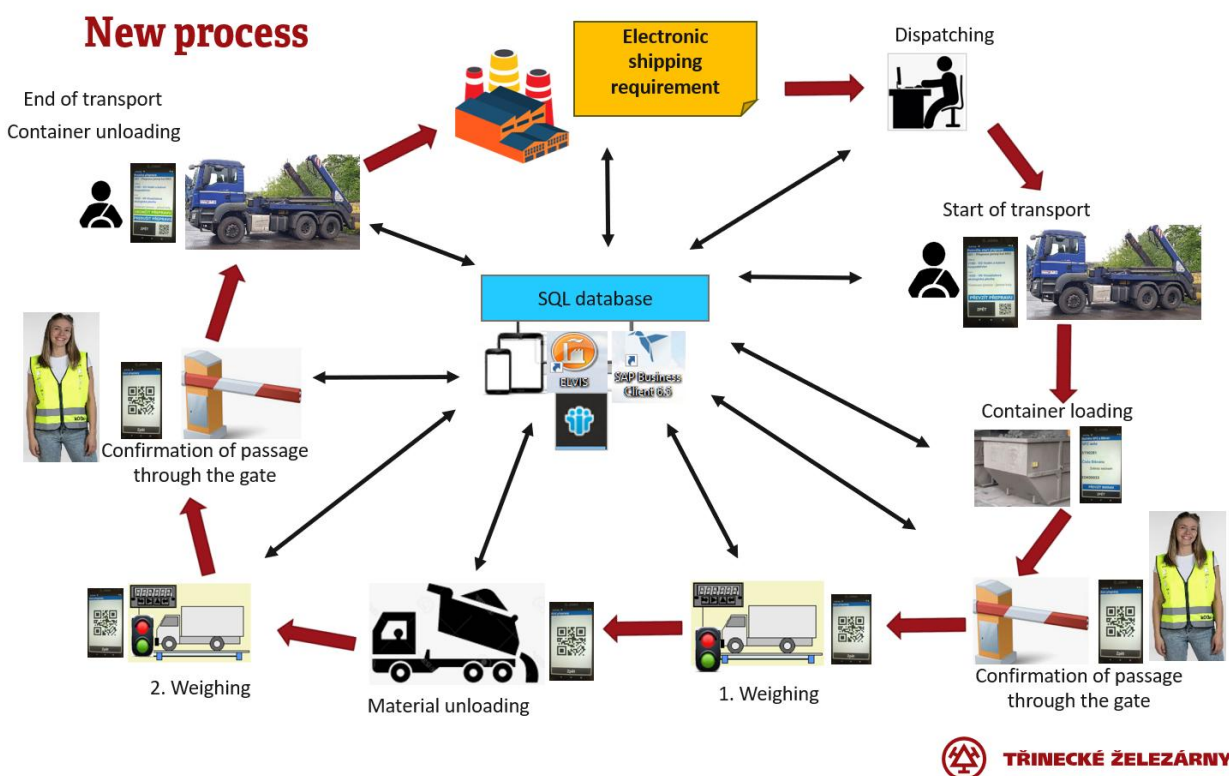 New process
Electronic
shipping
requirement
Dispatching
End of transport
Container unloading
Start of transport
SQL database
ELVIS
SAP Business
Client 6.5
Container loading
Confirmation of passage
through the gate
2. Weighing
Material unloading
1. Weighing
Confirmation of passage
through the gate
TŘINECKÉ ŽELEZÁRNY